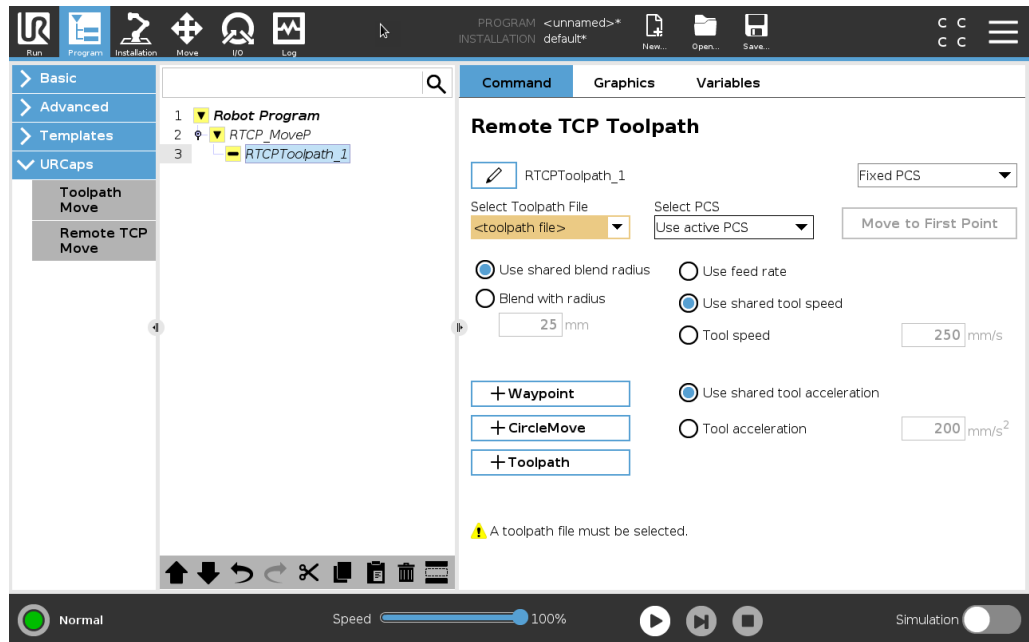 UR
PROGRAM <unnamed>*
INSTALLATION default*
Run Program Installation Move I/O Log New... Open... Save...
C C
C C
Basic
Advanced
Templates
URCaps
Toolpath
Move
Remote TCP
Move
1 Robot Program
2 RTCP_MoveP
3 RTCPToolpath_1
Command Graphics Variables
Remote TCP Toolpath
RTCPToolpath_1 Fixed PCS
Select Toolpath File Select PCS
<toolpath file> Use active PCS Move to First Point
Use shared blend radius Use feed rate
Blend with radius Use shared tool speed
25 mm Tool speed 250 mm/s
Waypoint Use shared tool acceleration
CircleMove Tool acceleration 200 mm/s²
Toolpath
A toolpath file must be selected.
Normal Speed 100% Simulation